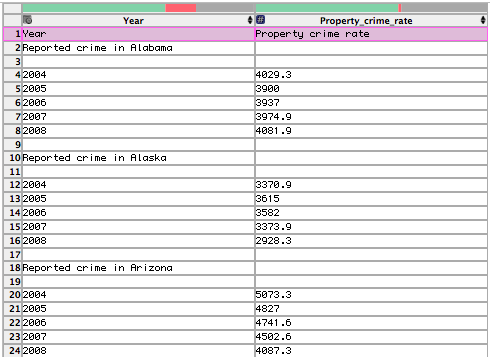 Year Property_crime_rate
1 Year Property crime rate
2 Reported crime in Alabama
3
4 2004 4029.3
5 2005 3900
6 2006 3937
7 2007 3974.9
8 2008 4081.9
9
10 Reported crime in Alaska
11
12 2004 3370.9
13 2005 3615
14 2006 3582
15 2007 3373.9
16 2008 2928.3
17
18 Reported crime in Arizona
19
20 2004 5073.3
21 2005 4827
22 2006 4741.6
23 2007 4502.6
24 2008 4087.3